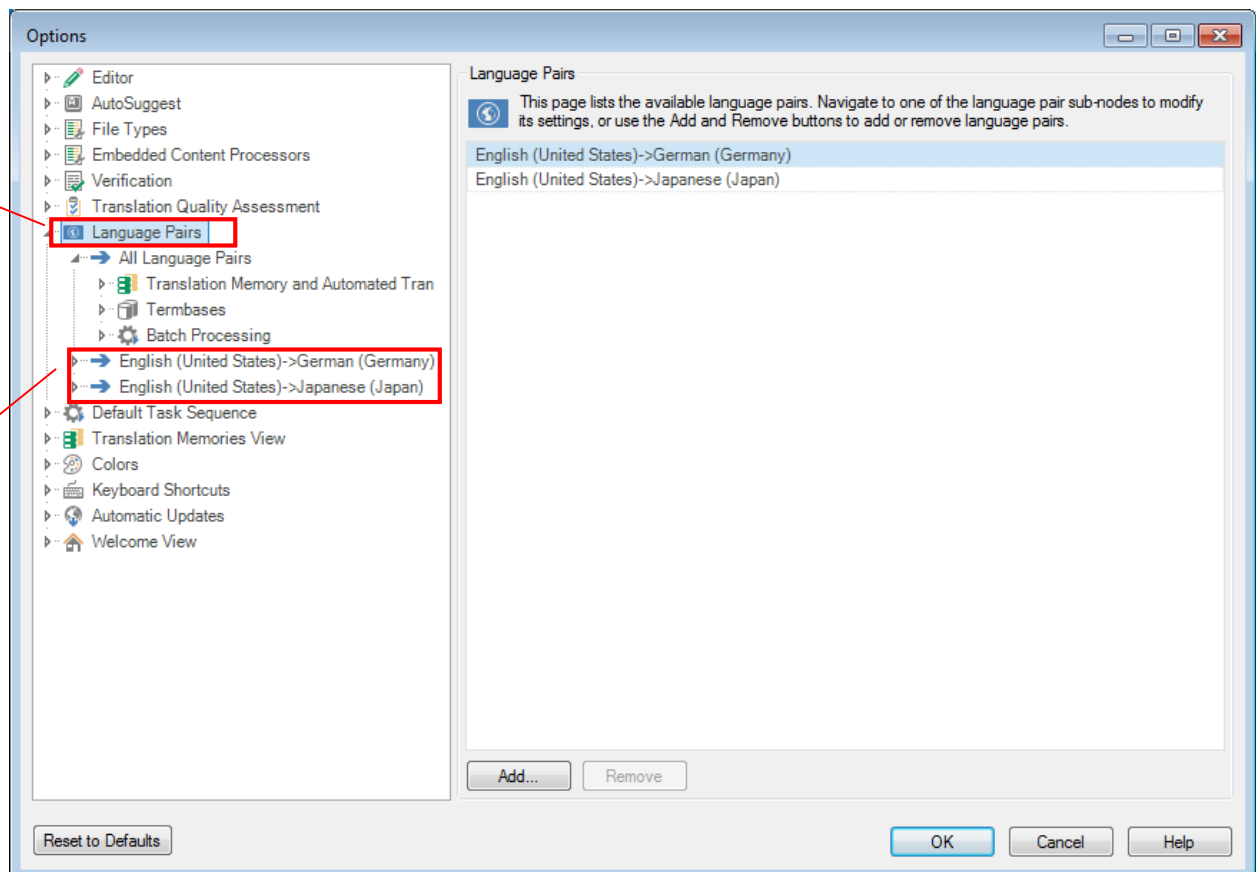 Options
Editor
AutoSuggest
File Types
Embedded Content Processors
Verification
Translation Quality Assessment
Language Pairs
All Language Pairs
Translation Memory and Automated Tran
Termbases
Batch Processing
English (United States)->German (Germany)
English (United States)->Japanese (Japan)
Default Task Sequence
Translation Memories View
Colors
Keyboard Shortcuts
Automatic Updates
Welcome View
Language Pairs
This page lists the available language pairs. Navigate to one of the language pair sub-nodes to modify
its settings, or use the Add and Remove buttons to add or remove language pairs.
English (United States)->German (Germany)
English (United States)->Japanese (Japan)
Add...
Remove
Reset to Defaults
OK
Cancel
Help